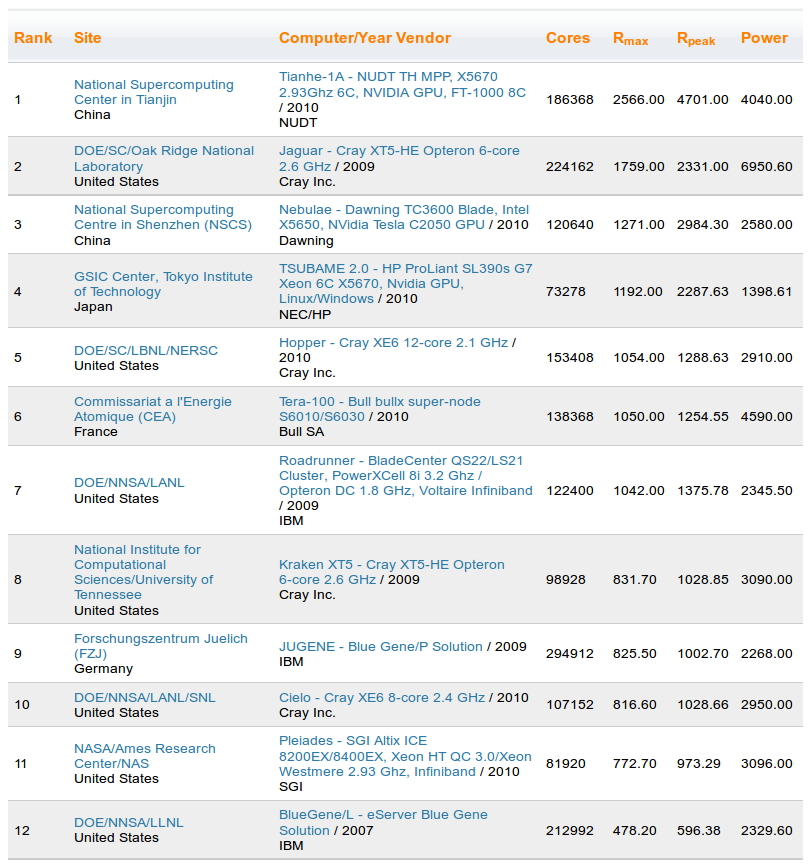 Rank Site Computer/Year Vendor Cores Rmax Rpeak Power
1
National Supercomputing
Center in Tianjin
China
Tianhe-1A - NUDT TH MPP, X5670
2.93Ghz 6C, NVIDIA GPU, FT-1000 8C
/ 2010
NUDT
186368 2566.00 4701.00 4040.00
2
DOE/SC/Oak Ridge National
Laboratory
United States
Jaguar - Cray XT5-HE Opteron 6-core
2.6 GHz / 2009
Cray Inc.
224162 1759.00 2331.00 6950.60
3
National Supercomputing
Centre in Shenzhen (NSCS)
China
Nebulae - Dawning TC3600 Blade, Intel
X5650, NVidia Tesla C2050 GPU / 2010
Dawning
120640 1271.00 2984.30 2580.00
4
GSIC Center, Tokyo Institute
of Technology
Japan
TSUBAME 2.0 - HP ProLiant SL390s G7
Xeon 6C X5670, Nvidia GPU,
Linux/Windows / 2010
NEC/HP
73278 1192.00 2287.63 1398.61
5
DOE/SC/LBNL/NERSC
United States
Hopper - Cray XE6 12-core 2.1 GHz /
2010
Cray Inc.
153408 1054.00 1288.63 2910.00
6
Commissariat a l'Energie
Atomique (CEA)
France
Tera-100 - Bull bullx super-node
S6010/S6030 / 2010
Bull SA
138368 1050.00 1254.55 4590.00
7
DOE/NNSA/LANL
United States
Roadrunner - BladeCenter QS22/LS21
Cluster, PowerXCell 8i 3.2 Ghz /
Opteron DC 1.8 GHz, Voltaire Infiniband
/ 2009
IBM
122400 1042.00 1375.78 2345.50
8
National Institute for
Computational
Sciences/University of
Tennessee
United States
Kraken XT5 - Cray XT5-HE Opteron
6-core 2.6 GHz / 2009
Cray Inc.
98928 831.70 1028.85 3090.00
9
Forschungszentrum Juelich
(FZJ)
Germany
JUGENE - Blue Gene/P Solution / 2009
IBM
294912 825.50 1002.70 2268.00
10
DOE/NNSA/LANL/SNL
United States
Cielo - Cray XE6 8-core 2.4 GHz / 2010
Cray Inc.
107152 816.60 1028.66 2950.00
11
NASA/Ames Research
Center/NAS
United States
Pleiades - SGI Altix ICE
8200EX/8400EX, Xeon HT QC 3.0/Xeon
Westmere 2.93 Ghz, Infiniband / 2010
SGI
81920 772.70 973.29 3096.00
12
DOE/NNSA/LLNL
United States
BlueGene/L - eServer Blue Gene
Solution / 2007
IBM
212992 478.20 596.38 2329.60